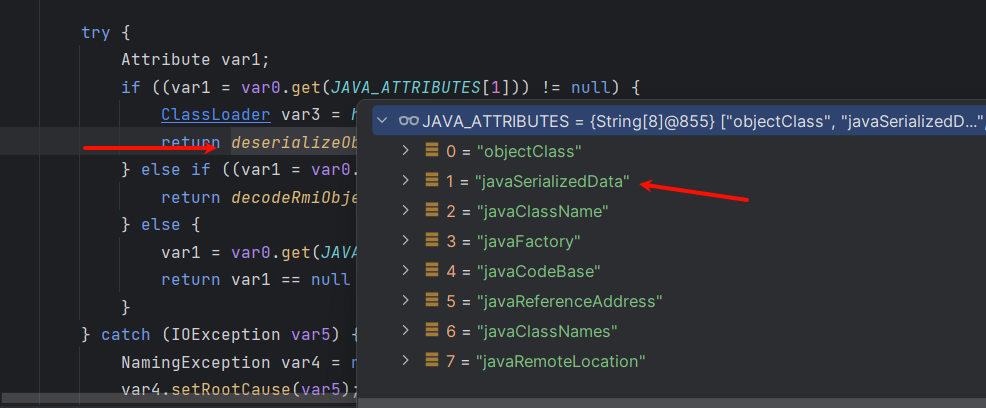 try {
Attribute var1;
if ((var1 = var0.get(JAVA_ATTRIBUTES[1])) != null) {
ClassLoader var3 = h
JAVA_ATTRIBUTES = {String[8]@855} ["objectClass", "javaSerializedD...",
return deserializeOb
0 = "objectClass"
} else if ((var1 = var0.
1 = "javaSerializedData"
return decodeRmiObje
2 = "javaClassName"
} else {
3 = "javaFactory"
var1 = var0.get(JAVA
4 = "javaCodeBase"
return var1 == null
5 = "javaReferenceAddress"
}
6 = "javaClassNames"
} catch (IOException var5) {
7 = "javaRemoteLocation"
NamingException var4 = n
var4.setRootCause(var5);